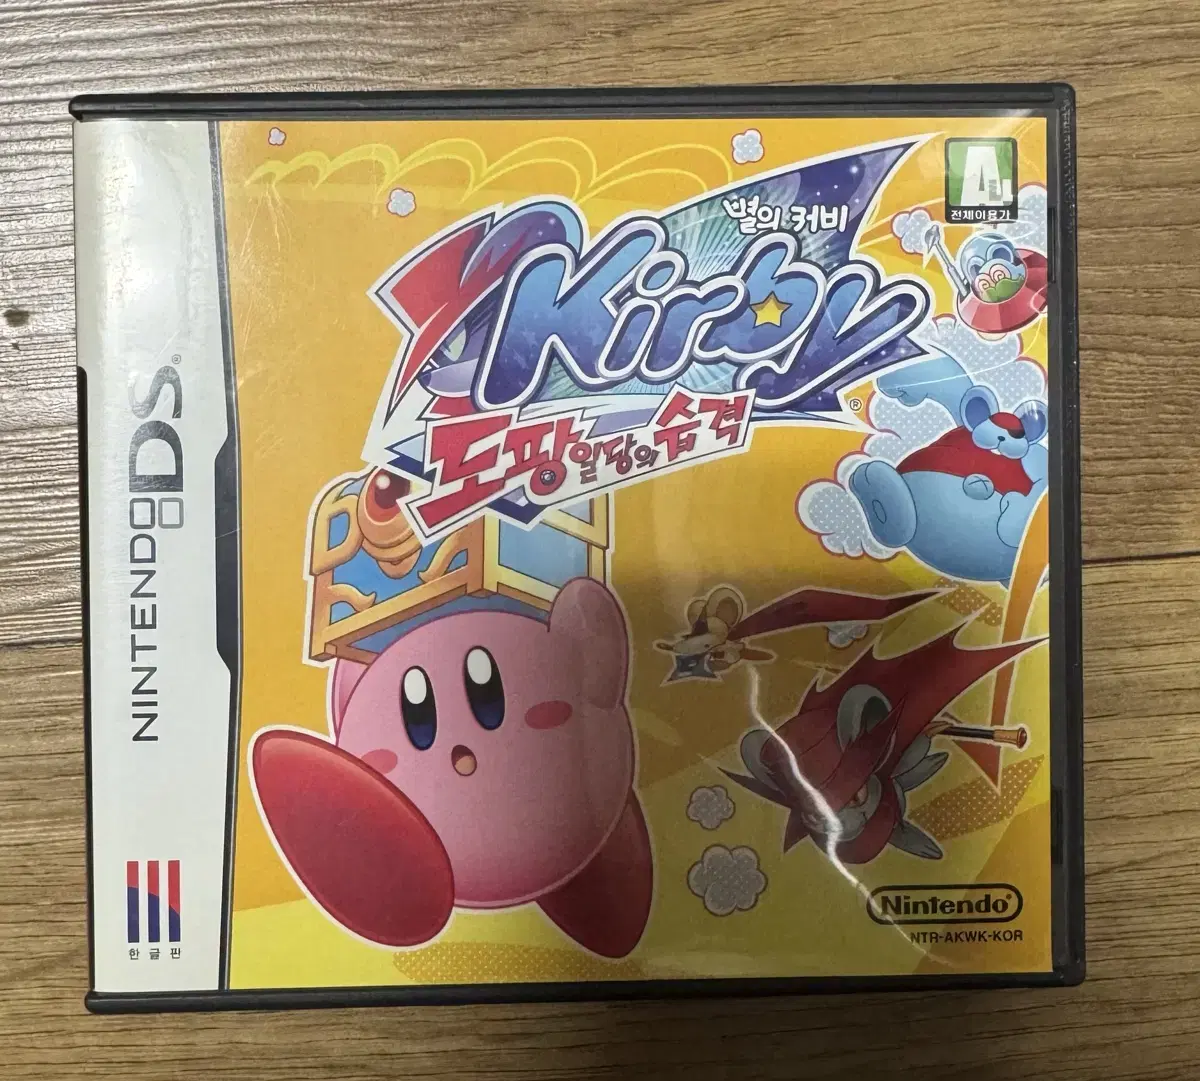 NINTENDO DS®
한글판
별의 커비
Kirby®
도팡일당의 습격
ALL
전체이용가
Nintendo®
NTR-AKWK-KOR